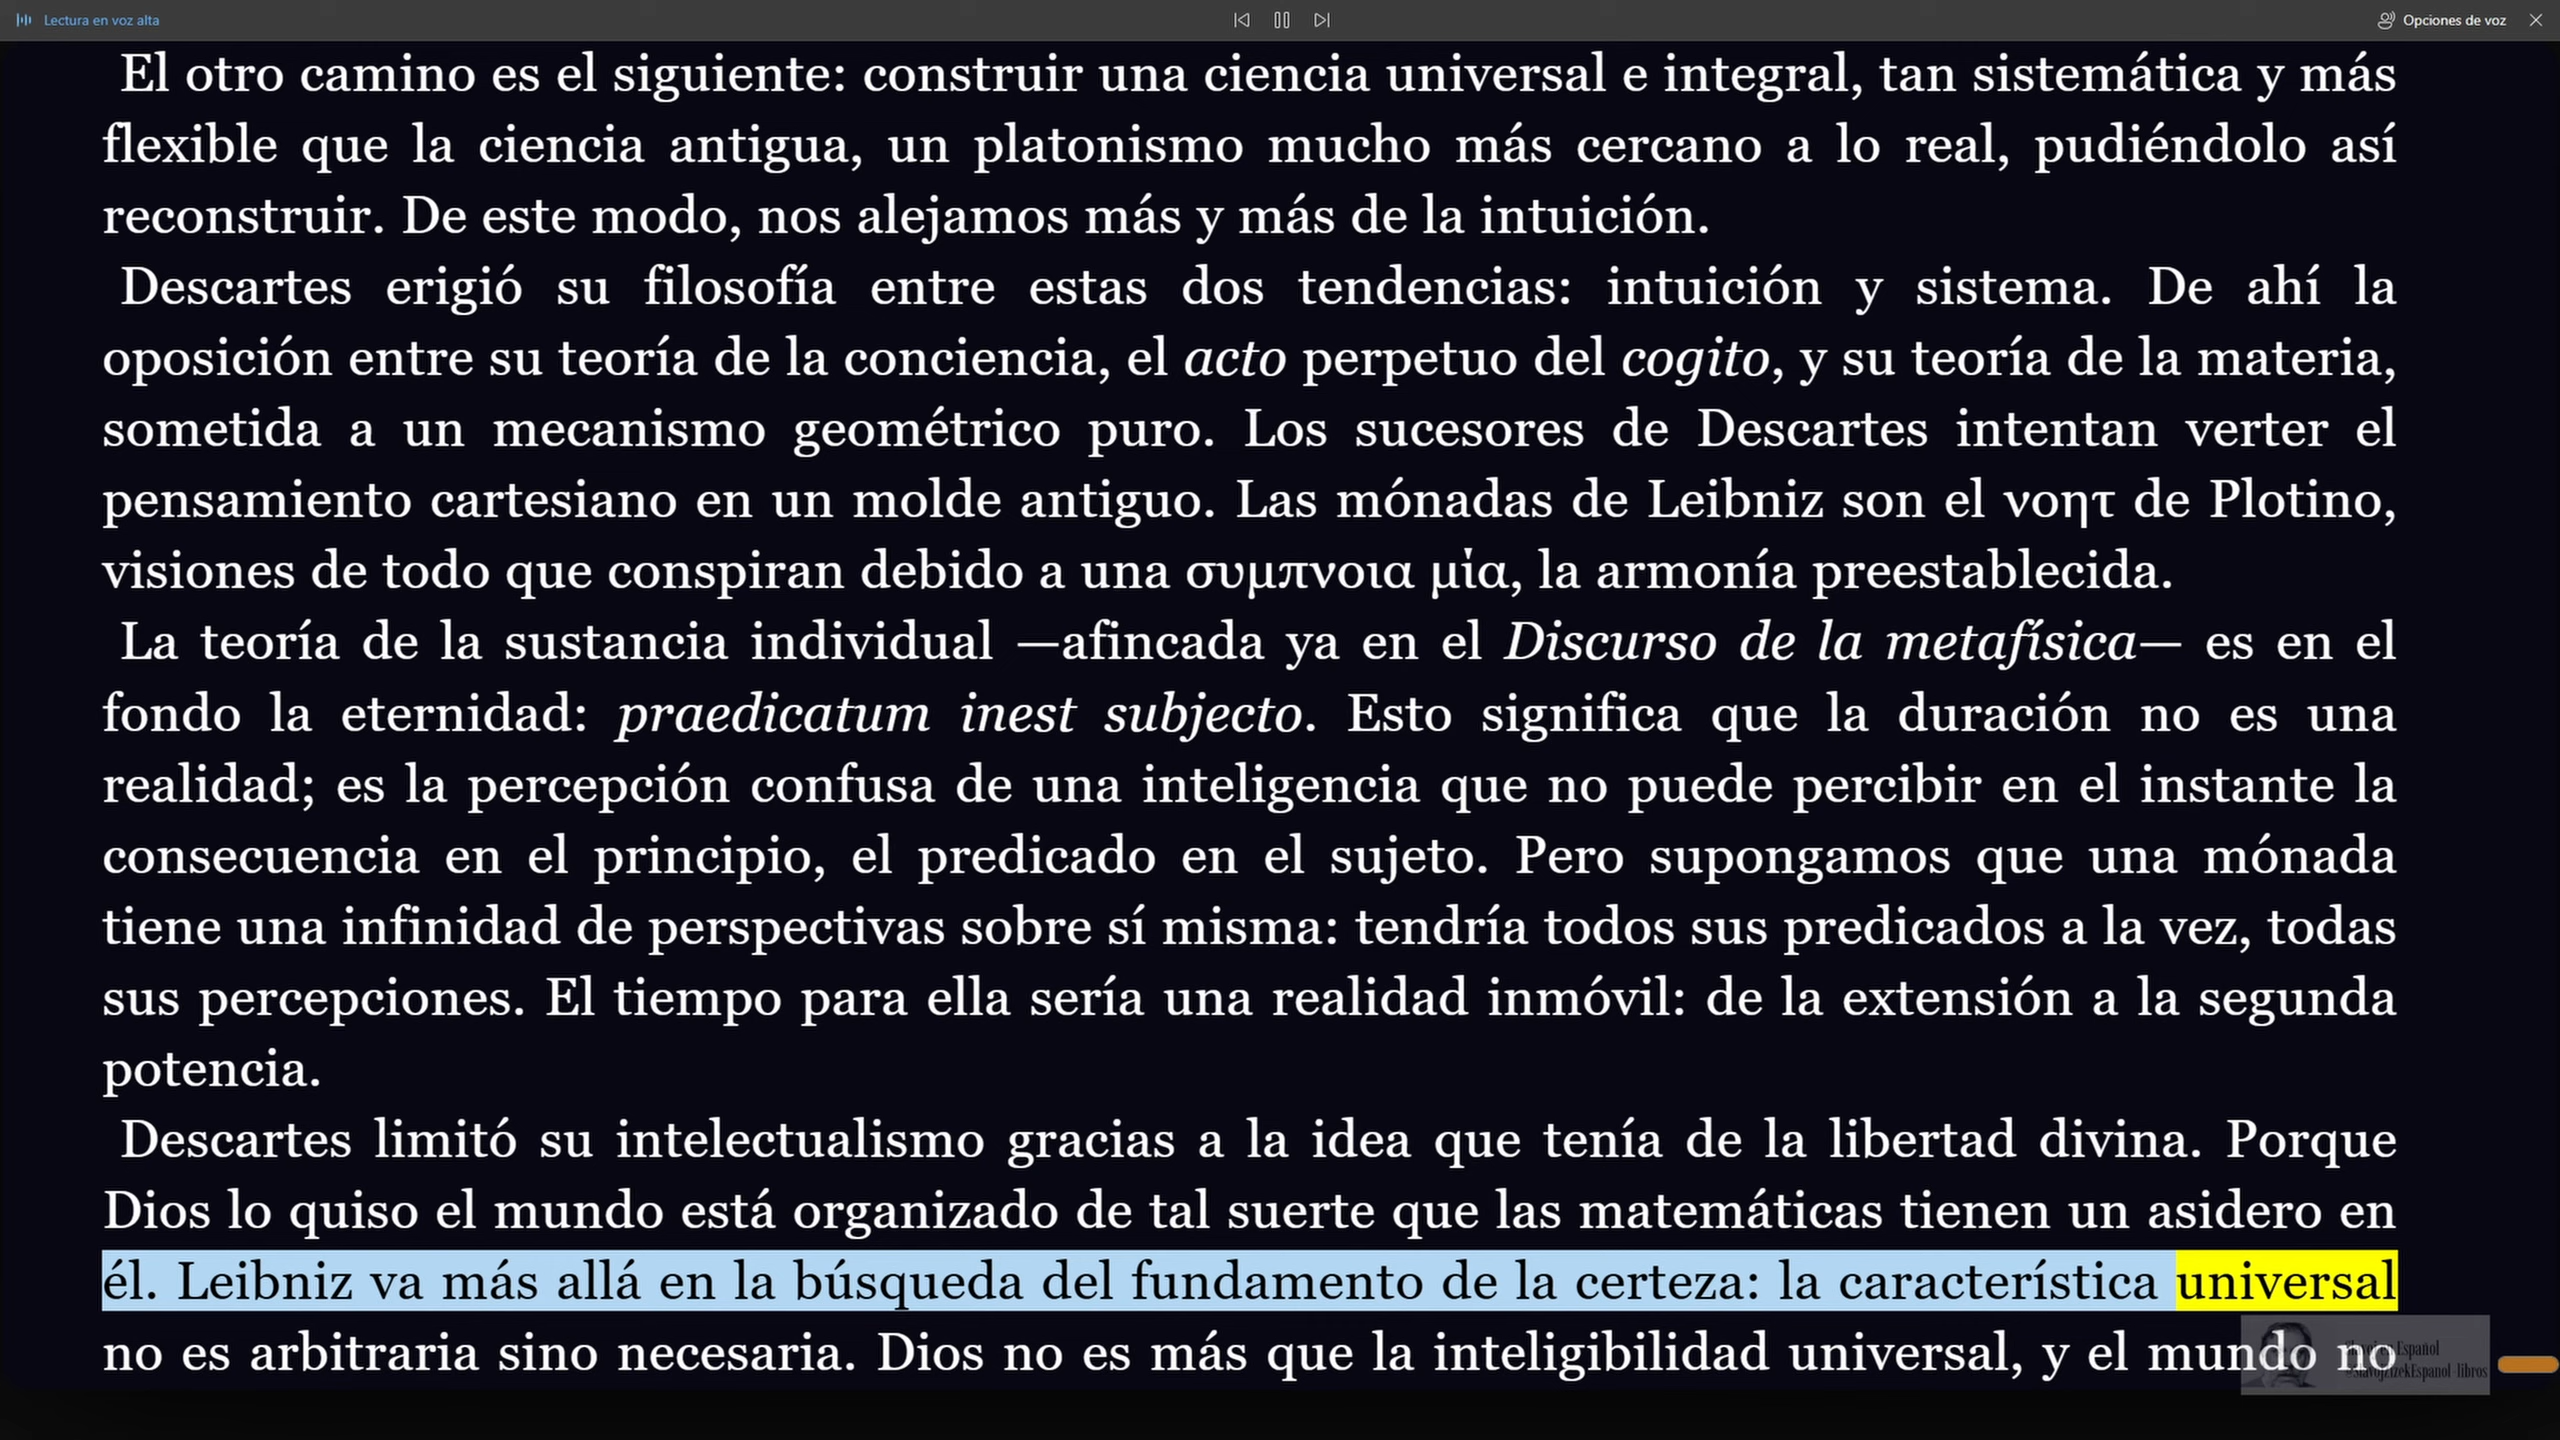 Lectura en voz alta
Opciones de voz
El otro camino es el siguiente: construir una ciencia universal e integral, tan sistemática y más
flexible que la ciencia antigua, un platonismo mucho más cercano a lo real, pudiéndolo así
reconstruir. De este modo, nos alejamos más y más de la intuición.
Descartes erigió su filosofía entre estas dos tendencias: intuición y sistema. De ahí la
oposición entre su teoría de la conciencia, el acto perpetuo del cogito, y su teoría de la materia,
sometida a un mecanismo geométrico puro. Los sucesores de Descartes intentan verter el
pensamiento cartesiano en un molde antiguo. Las mónadas de Leibniz son el νοητ de Plotino,
visiones de todo que conspiran debido a una συμπνοια μἱα, la armonía preestablecida.
La teoría de la sustancia individual —afincada ya en el Discurso de la metafísica— es en el
fondo la eternidad: praedicatum inest subjecto. Esto significa que la duración no es una
realidad; es la percepción confusa de una inteligencia que no puede percibir en el instante la
consecuencia en el principio, el predicado en el sujeto. Pero supongamos que una mónada
tiene una infinidad de perspectivas sobre sí misma: tendría todos sus predicados a la vez, todas
sus percepciones. El tiempo para ella sería una realidad inmóvil: de la extensión a la segunda
potencia.
Descartes limitó su intelectualismo gracias a la idea que tenía de la libertad divina. Porque
Dios lo quiso el mundo está organizado de tal suerte que las matemáticas tienen un asidero en
él. Leibniz va más allá en la búsqueda del fundamento de la certeza: la característica universal
no es arbitraria sino necesaria. Dios no es más que la inteligibilidad universal, y el mundo no
Español